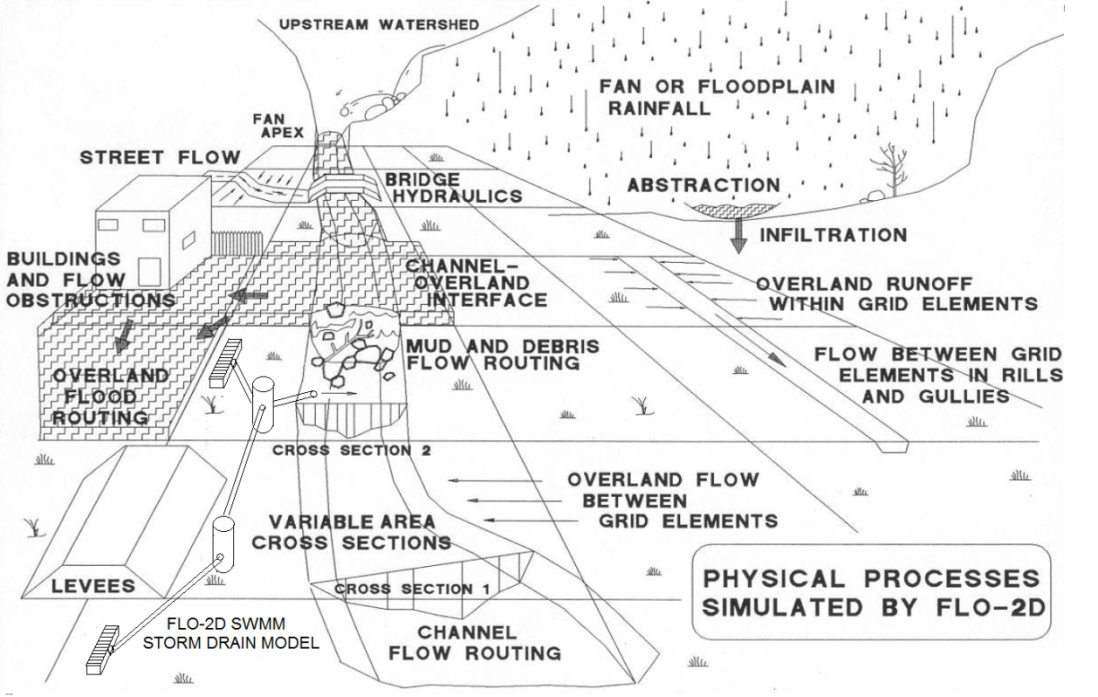 UPSTREAM WATERSHED
FAN OR FLOODPLAIN
RAINFALL
FAN
APEX
STREET FLOW
BRIDGE
HYDRAULICS
ABSTRACTION
INFILTRATION
BUILDINGS
AND FLOW
OBSTRUCTIONS
CHANNEL-
OVERLAND
INTERFACE
OVERLAND RUNOFF
WITHIN GRID ELEMENTS
MUD AND DEBRIS
FLOW ROUTING
FLOW BETWEEN GRID
ELEMENTS IN RILLS
AND GULLIES
OVERLAND
FLOOD
ROUTING
CROSS SECTION 2
OVERLAND FLOW
BETWEEN
GRID ELEMENTS
VARIABLE AREA
CROSS SECTIONS
LEVEES
CROSS SECTION 1
PHYSICAL PROCESSES
SIMULATED BY FLO-2D
FLO-2D SWMM
STORM DRAIN MODEL
CHANNEL
FLOW ROUTING